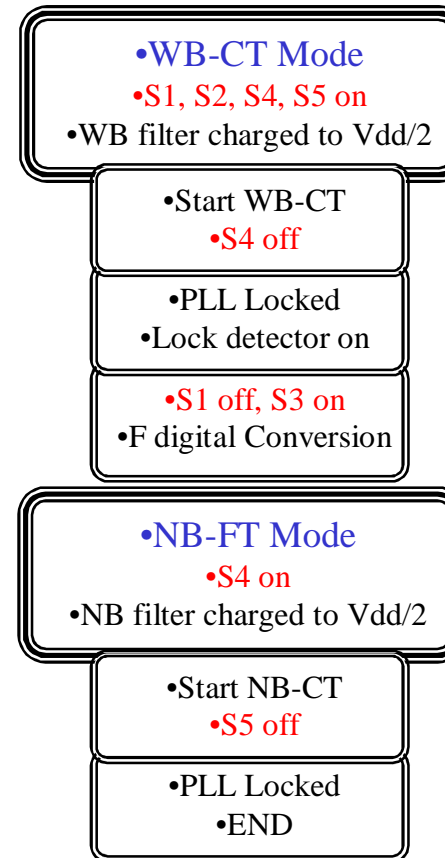 •WB-CT Mode
•S1, S2, S4, S5 on
•WB filter charged to Vdd/2
•Start WB-CT
•S4 off
•PLL Locked
•Lock detector on
•S1 off, S3 on
•F digital Conversion
•NB-FT Mode
•S4 on
•NB filter charged to Vdd/2
•Start NB-CT
•S5 off
•PLL Locked
•END